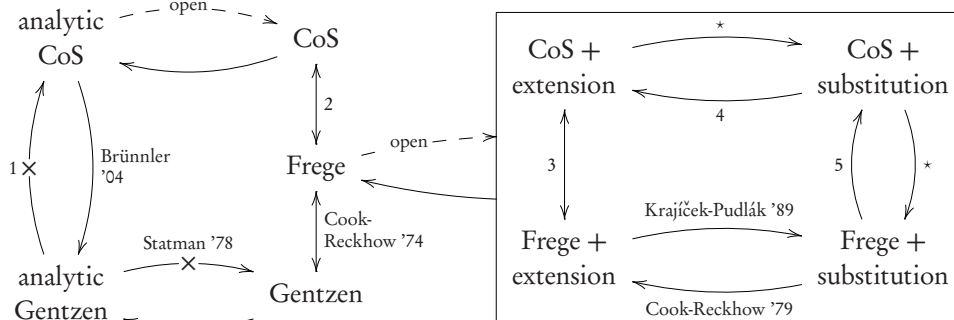 analytic
CoS
open
CoS
2
1
Brünnler
'04
Frege
open
Cook-
Reckhow '74
Statman '78
analytic
Gentzen
Gentzen
CoS +
extension
⋆
CoS +
substitution
4
3
5
⋆
Krajíček-Pudlák '89
Frege +
extension
Frege +
substitution
Cook-Reckhow '79